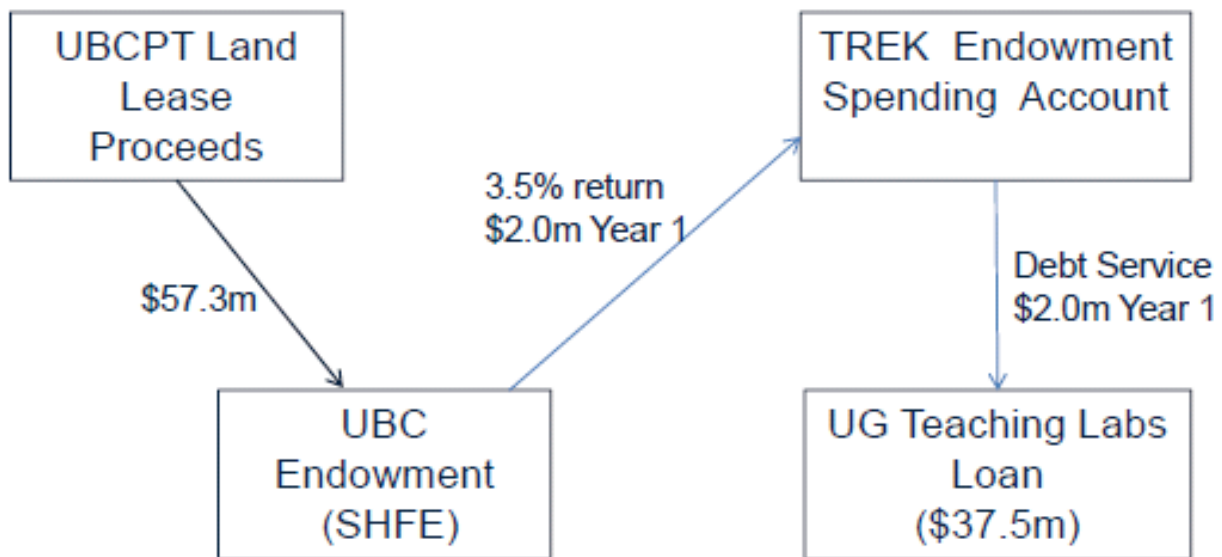 UBCPT Land
Lease
Proceeds
TREK Endowment
Spending Account
3.5% return
$2.0m Year 1
$57.3m
Debt Service
$2.0m Year 1
UBC
Endowment
(SHFE)
UG Teaching Labs
Loan
($37.5m)